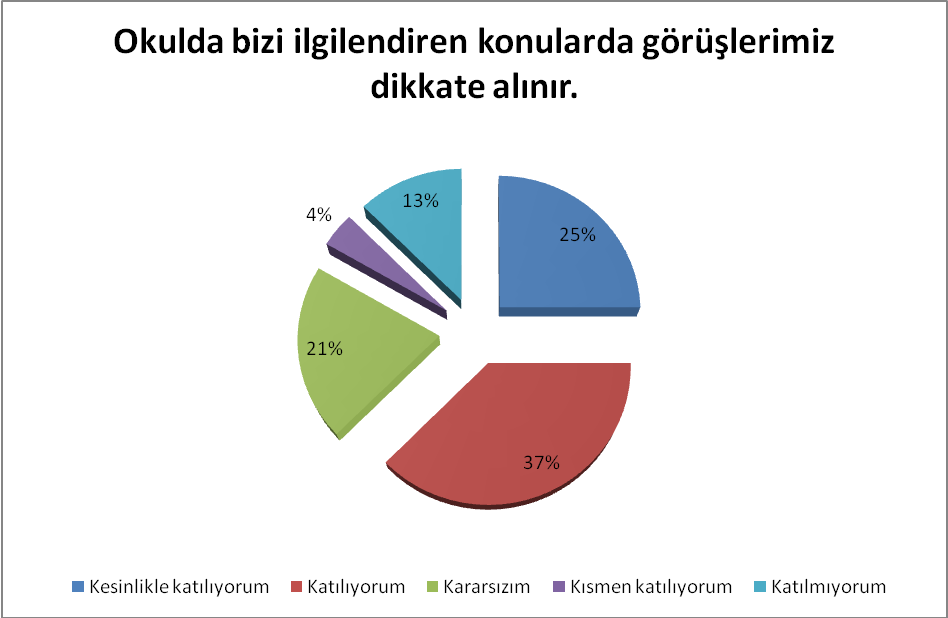 Okulda bizi ilgilendiren konularda görüşlerimiz
dikkate alınır.
13%
25%
4%
21%
37%
Kesinlikle katılıyorum Katılıyorum Kararsızım Kısmen katılıyorum Katılmıyorum